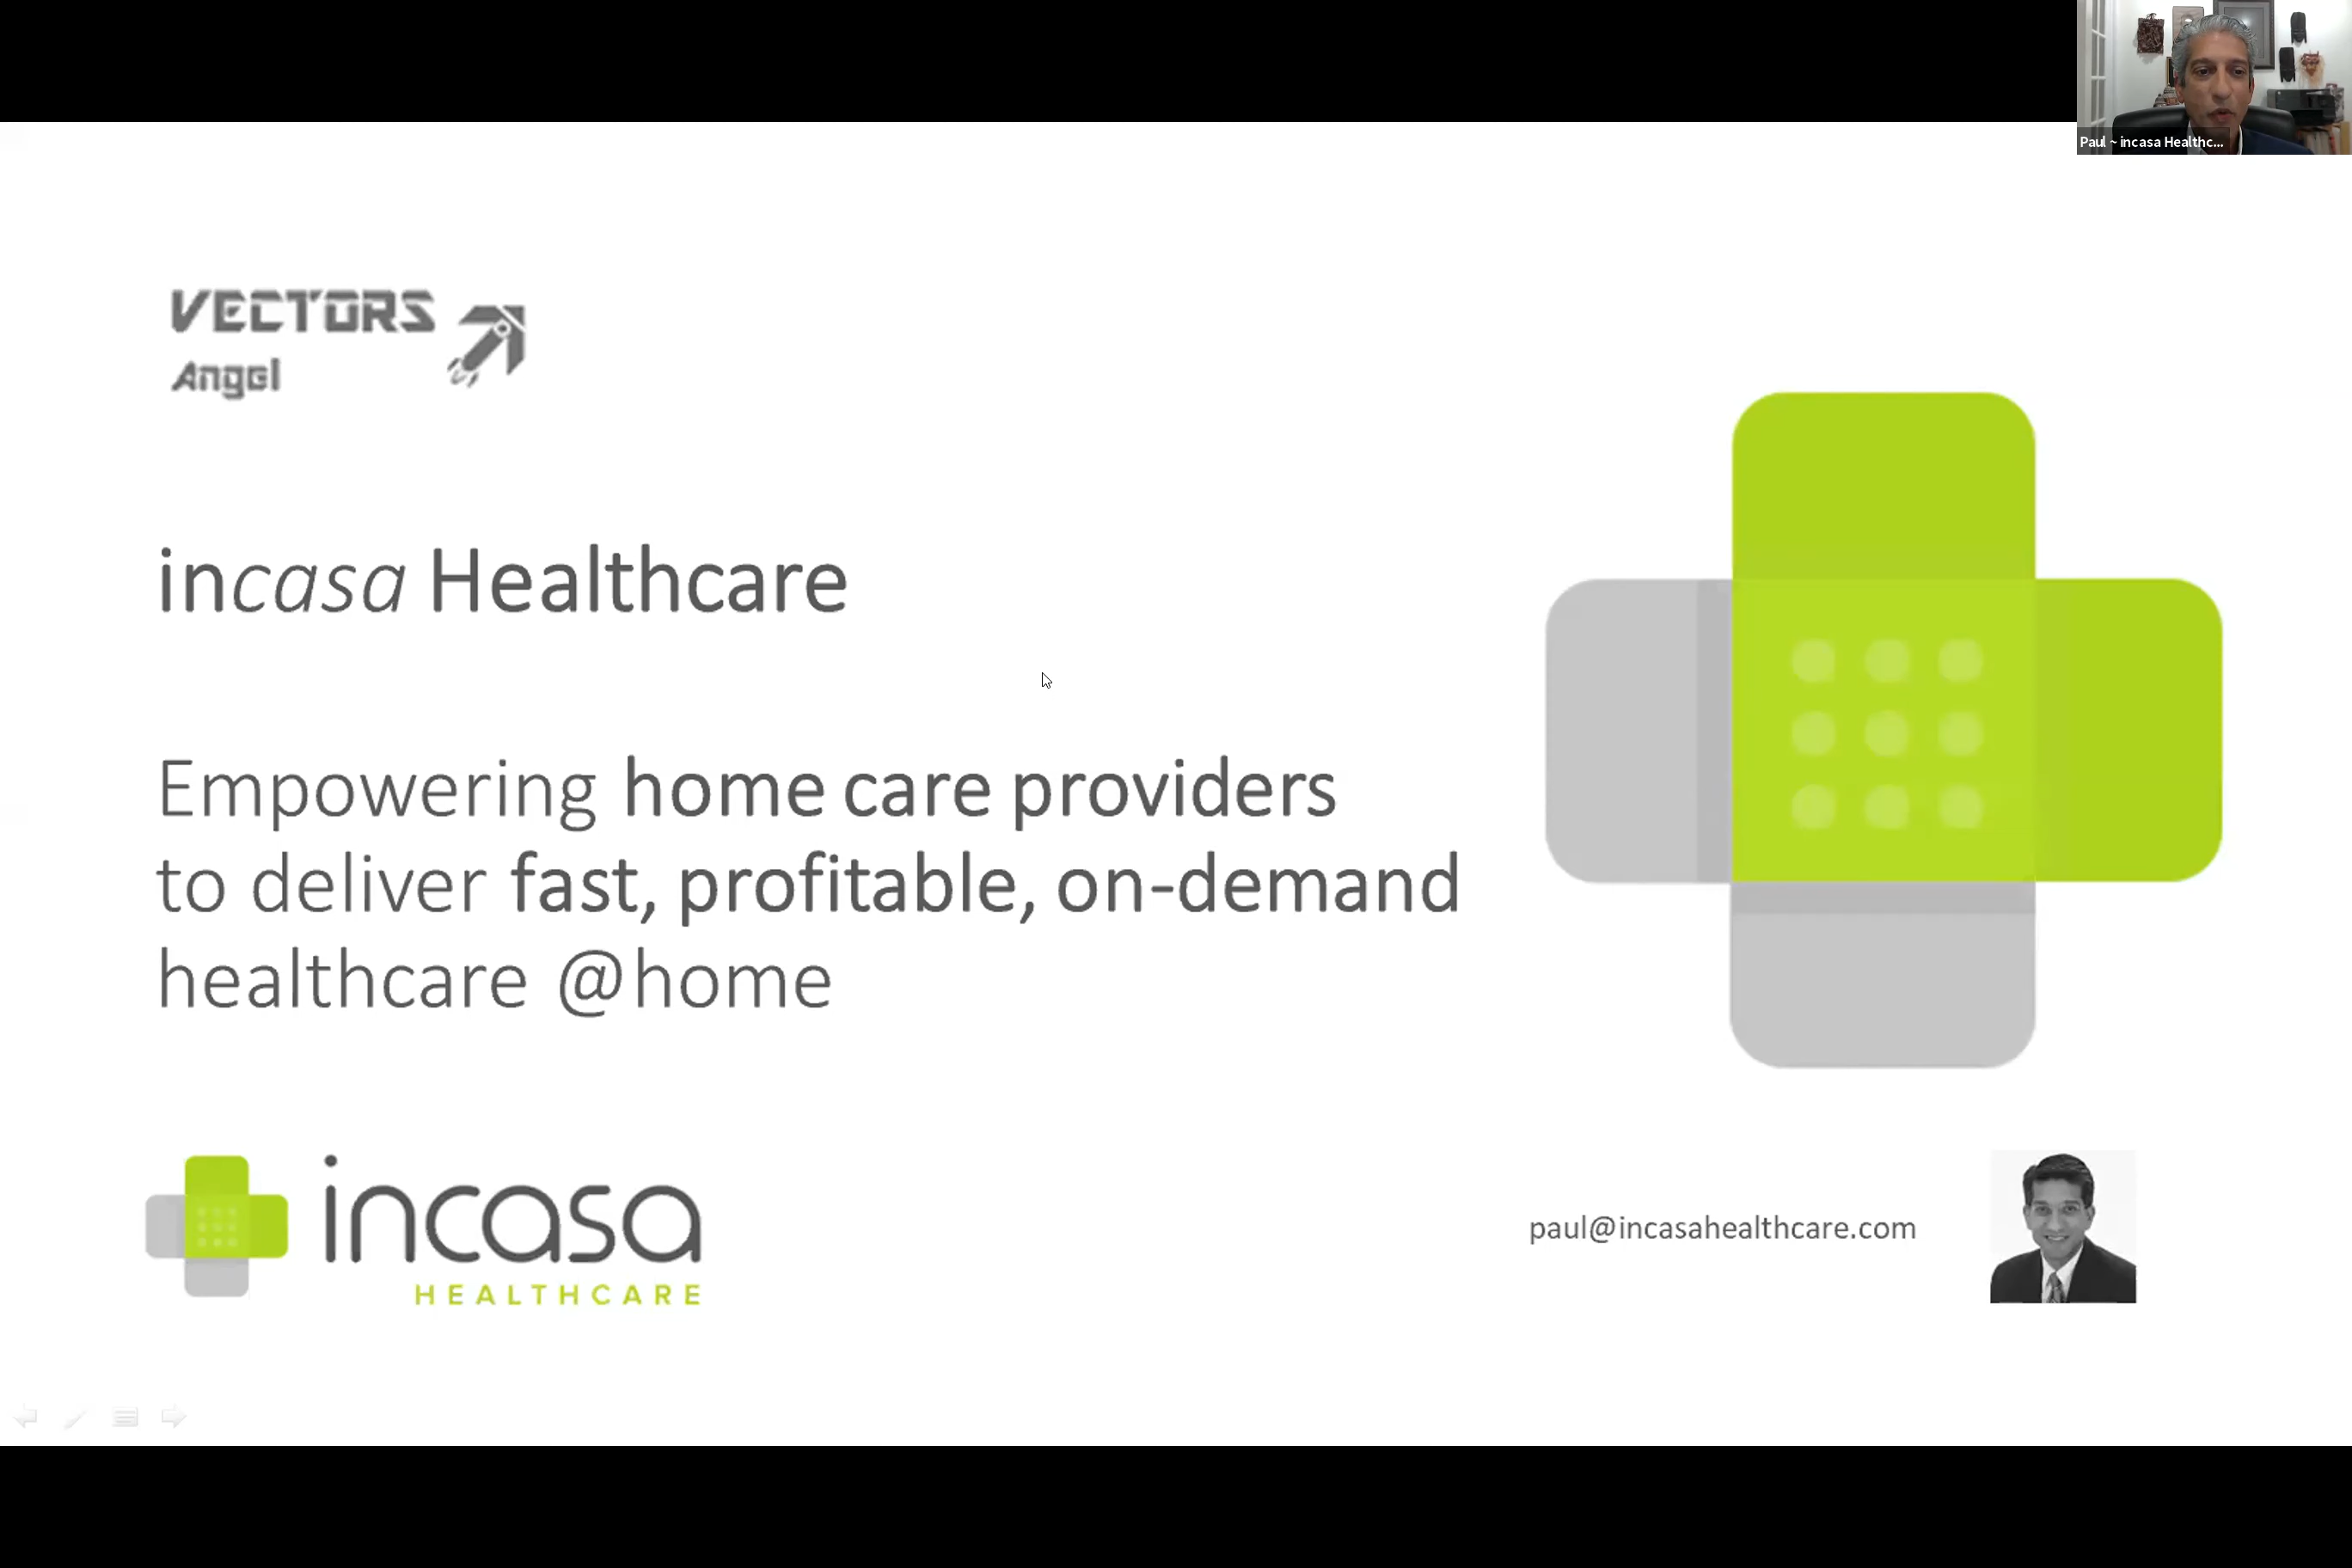 Paul ~ incasa Healthc...
VECTORS
Angel
incasa Healthcare
Empowering home care providers
to deliver fast, profitable, on-demand
healthcare @home
incasa
HEALTHCARE
paul@incasahealthcare.com